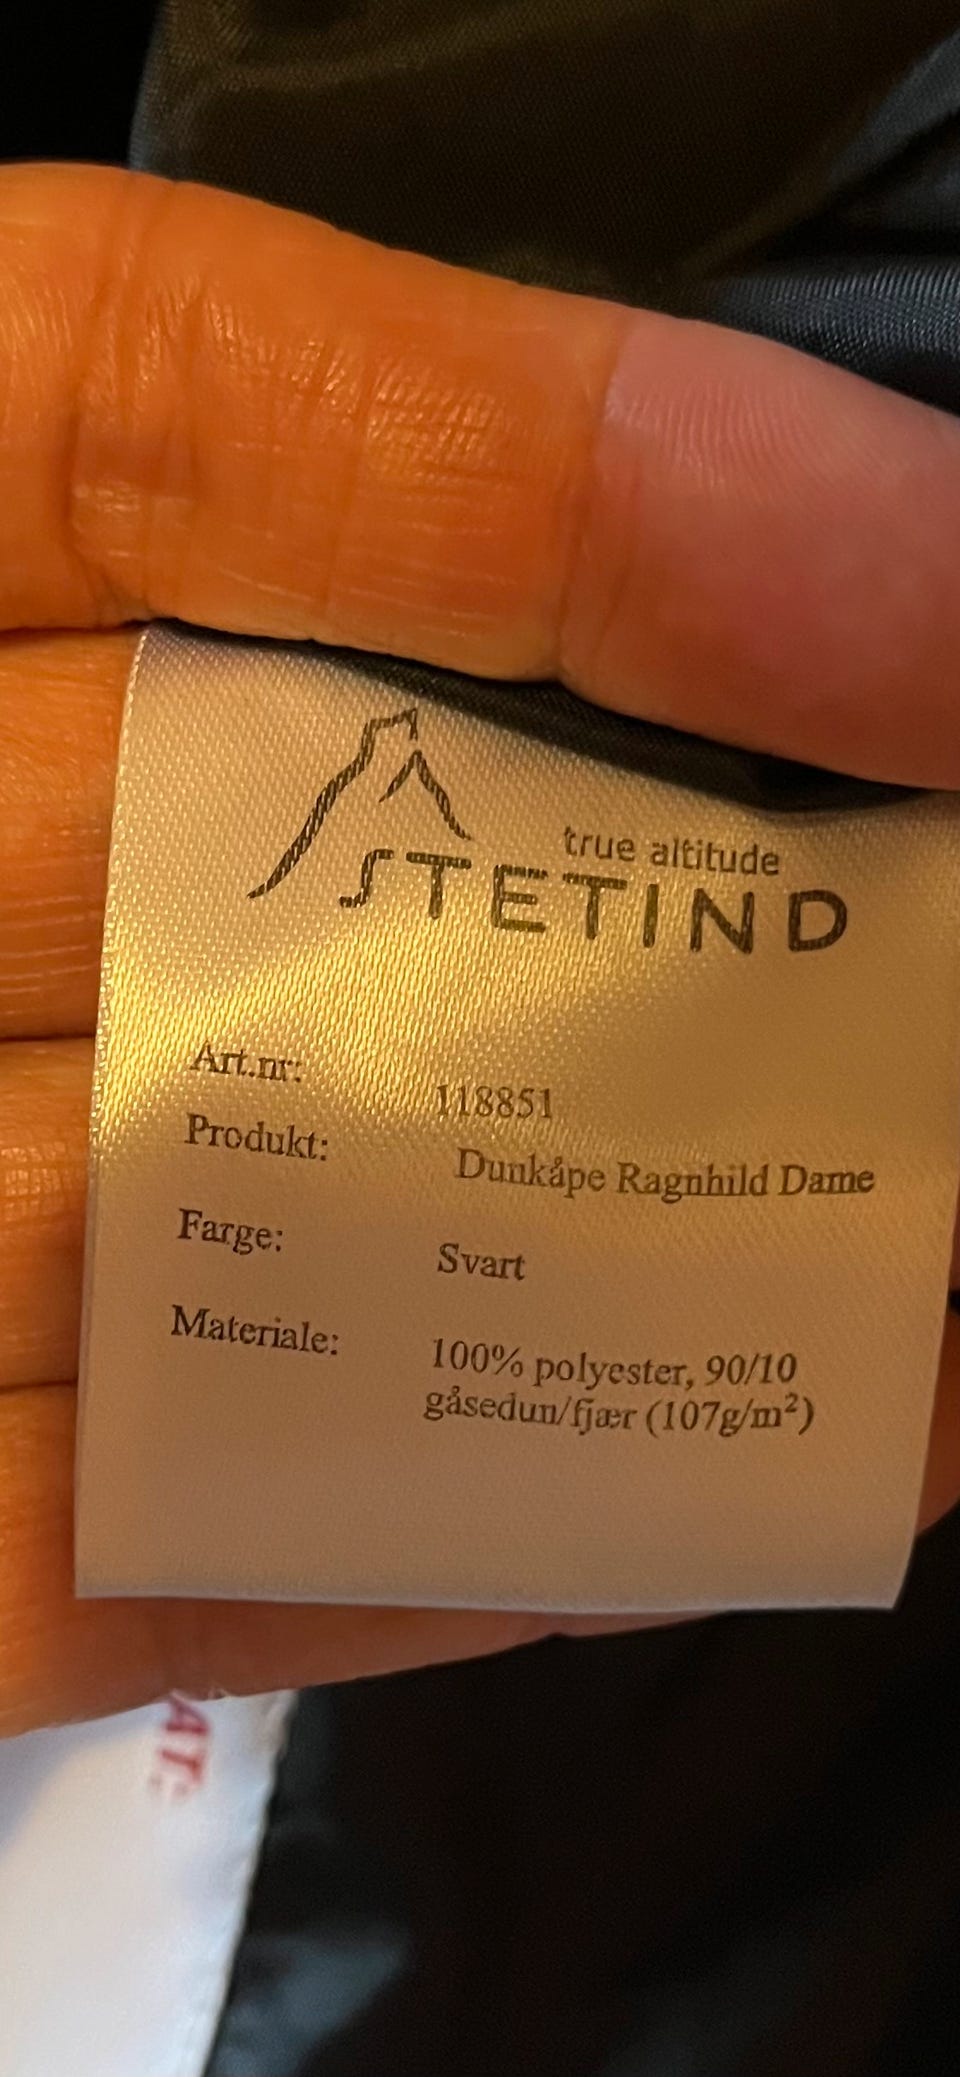 true altitude
STETIND
Art.nr: 118851
Produkt: Dunkåpe Ragnhild Dame
Farge: Svart
Materiale: 100% polyester, 90/10
gåsedun/fjær (107g/m²)
AT: